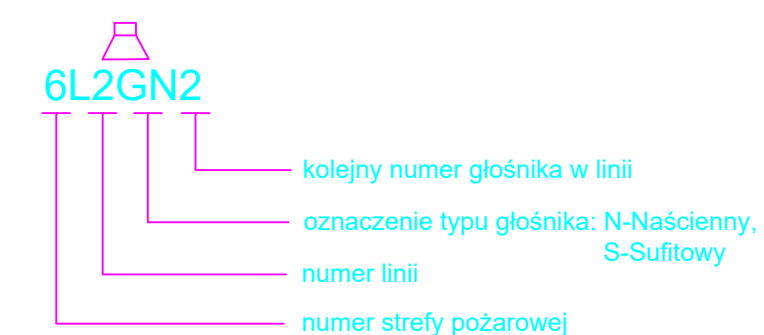 6L2GN2
kolejny numer głośnika w linii
oznaczenie typu głośnika: N-Naścienny,
S-Sufitowy
numer linii
numer strefy pożarowej